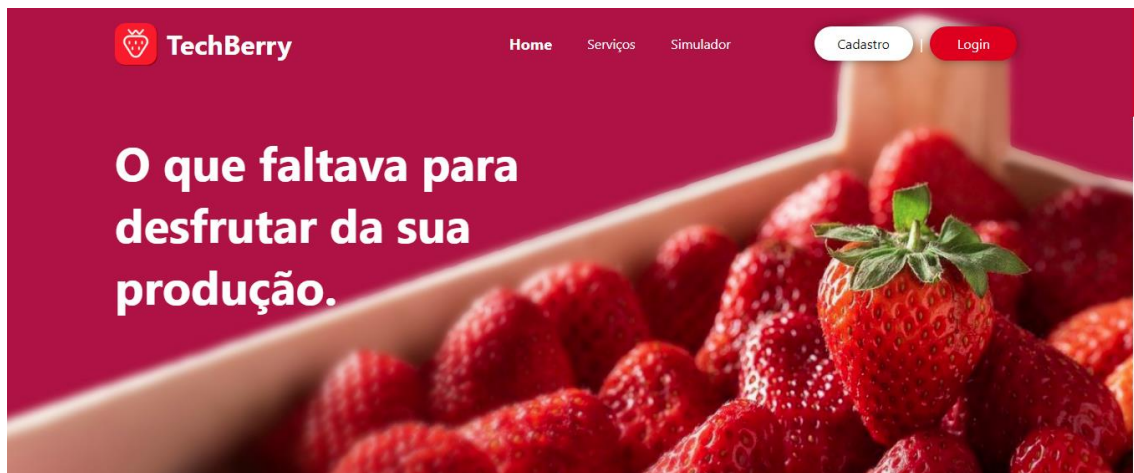 TechBerry
Home Serviços Simulador
Cadastro | Login
O que faltava para
desfrutar da sua
produção.